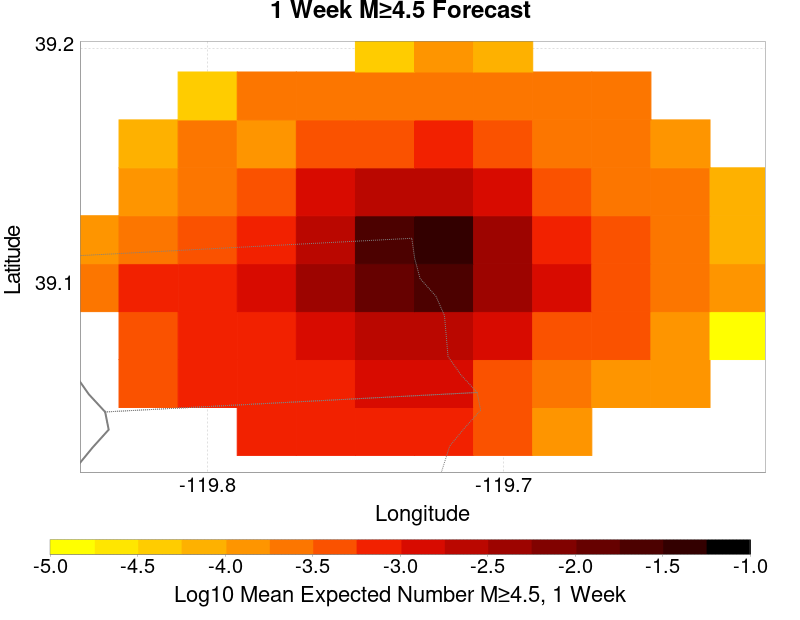 1 Week M≥4.5 Forecast
39.2
39.1
Latitude
-119.8 -119.7
Longitude
-5.0 -4.5 -4.0 -3.5 -3.0 -2.5 -2.0 -1.5 -1.0
Log10 Mean Expected Number M≥4.5, 1 Week